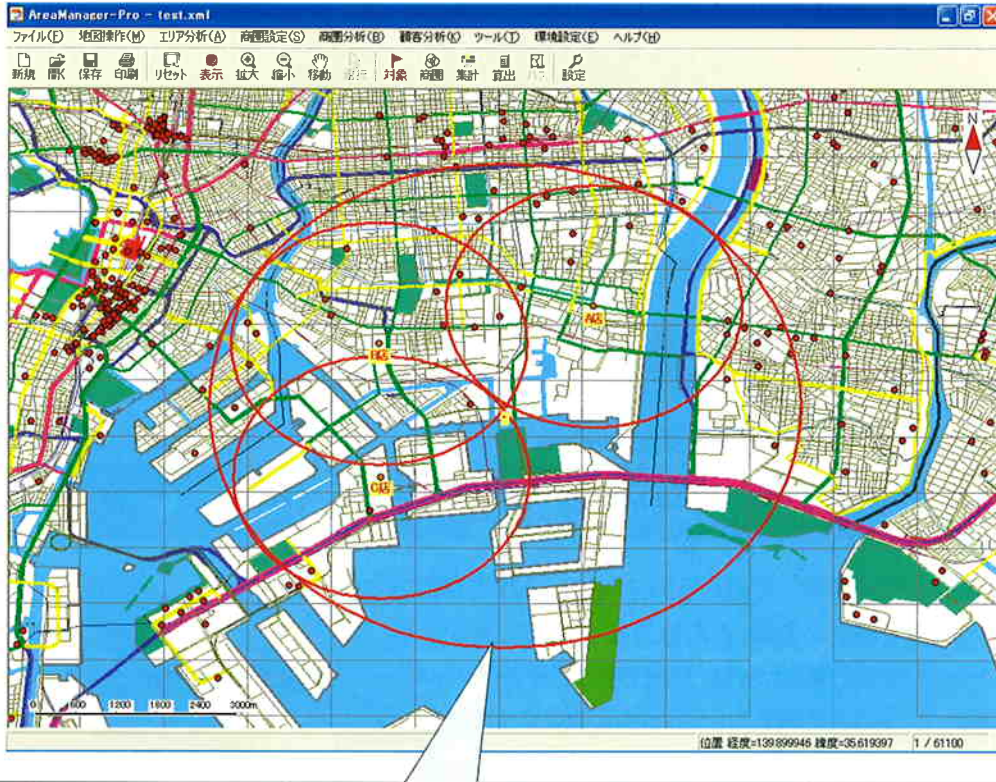 AreaManager-Pro - test.xml
ファイル(F) 地図操作(M) エリア分析(A) 商圏設定(S) 商圏分析(B) 顧客分析(K) ツール(T) 環境設定(E) ヘルプ(H)
新規 開く 保存 印刷 リセット 表示 拡大 縮小 移動 対象 商圏 集計 算出 設定
N
A店
B店
C店
0 600 1200 1800 2400 3000m
位置 経度=139.899946 緯度=35.619397 1 / 61100